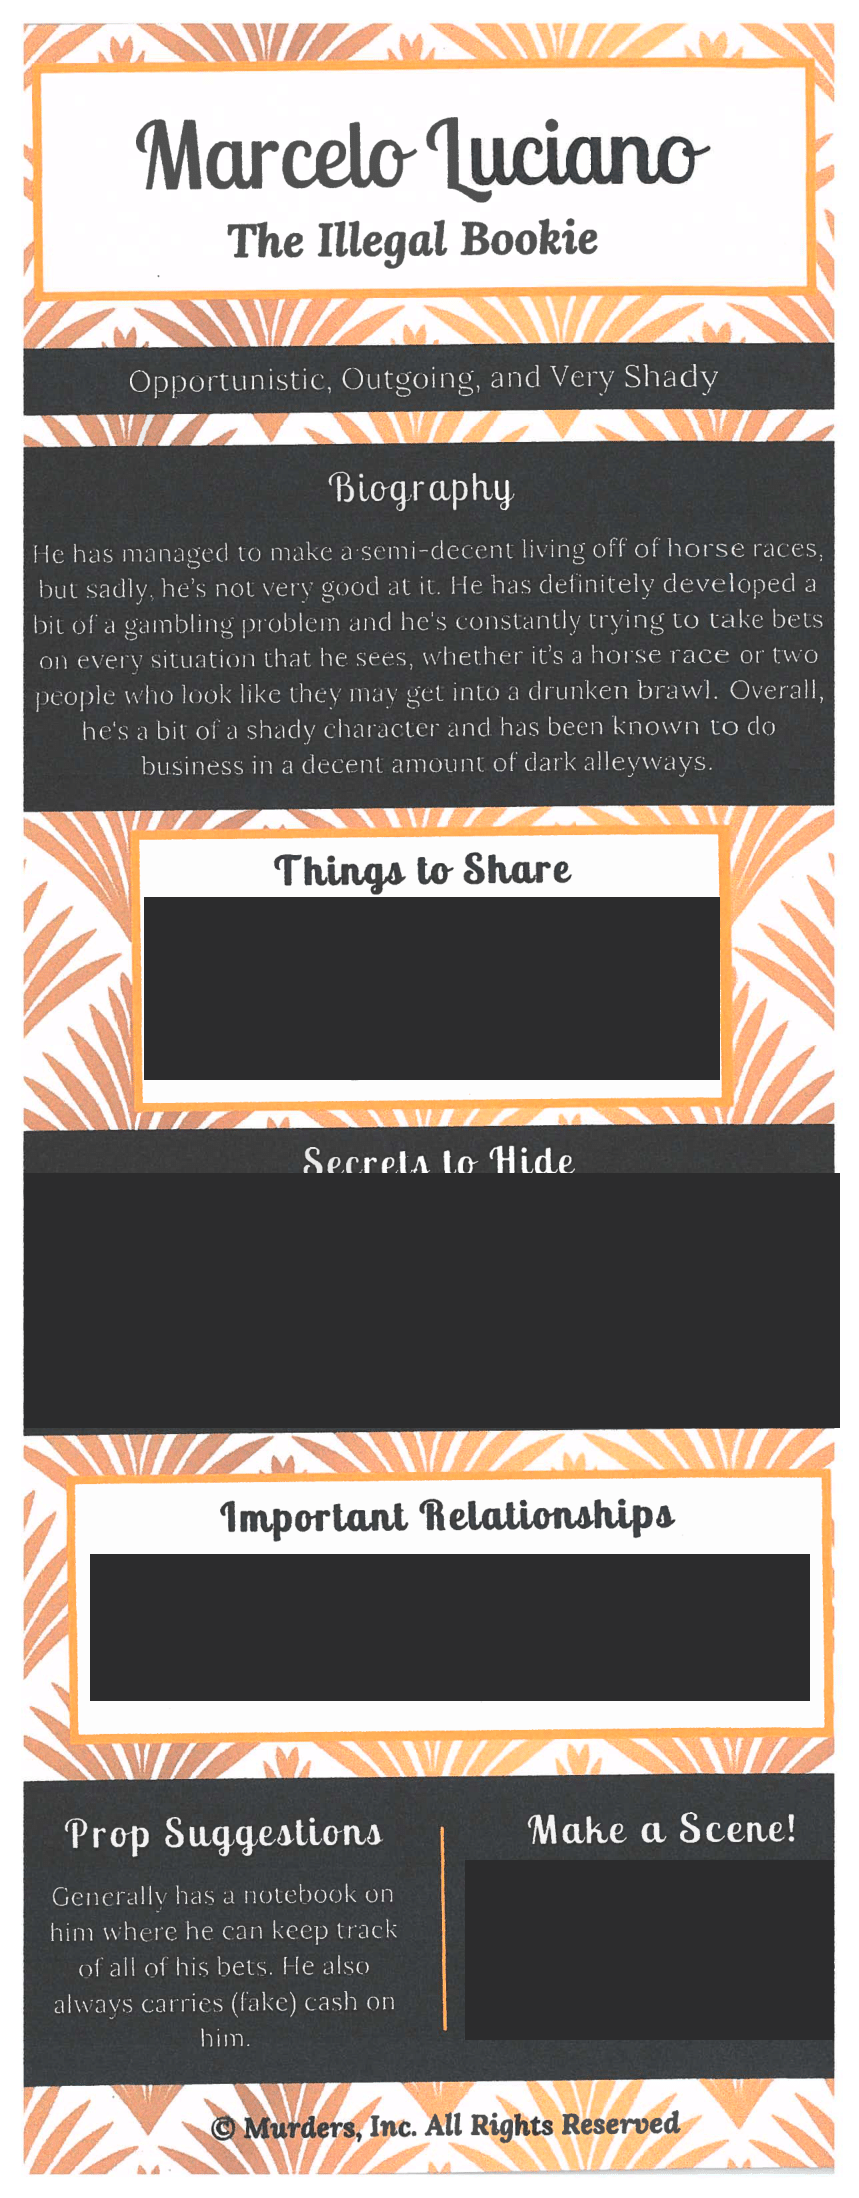 Marcelo Luciano
The Illegal Bookie
Opportunistic, Outgoing, and Very Shady
Biography
He has managed to make a semi-decent living off of horse races,
but sadly, he's not very good at it. He has definitely developed a
bit of a gambling problem and he's constantly trying to take bets
on every situation that he sees, whether it's a horse race or two
people who look like they may get into a drunken brawl. Overall,
he's a bit of a shady character and has been known to do
business in a decent amount of dark alleyways.
Things to Share
Secrets to Hide
Important Relationships
Prop Suggestions
Generally has a notebook on
him where he can keep track
of all of his bets. He also
always carries (fake) cash on
him.
Make a Scene!
© Murders, Inc. All Rights Reserved